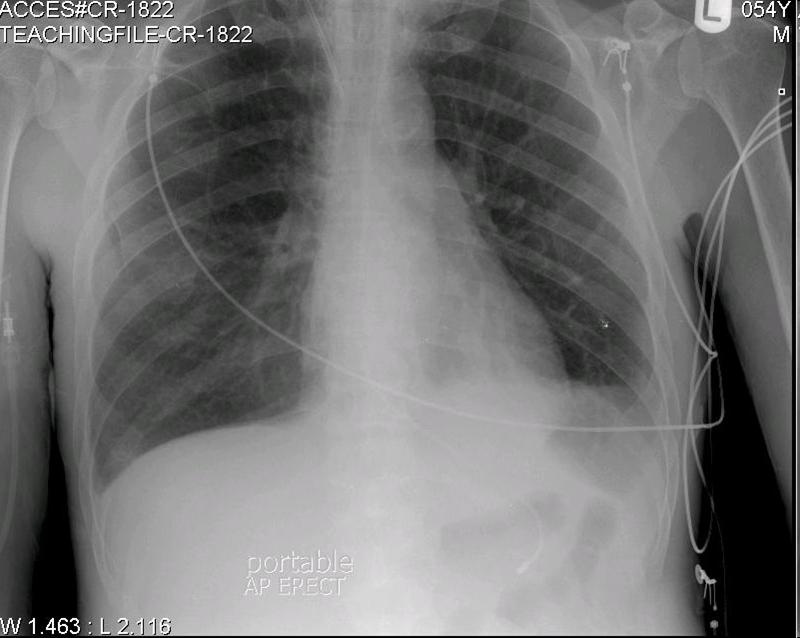 ACCES#CR-1822
TEACHINGFILE-CR-1822
L
054Y
M
portable
AP ERECT
W 1.463 : L 2.116